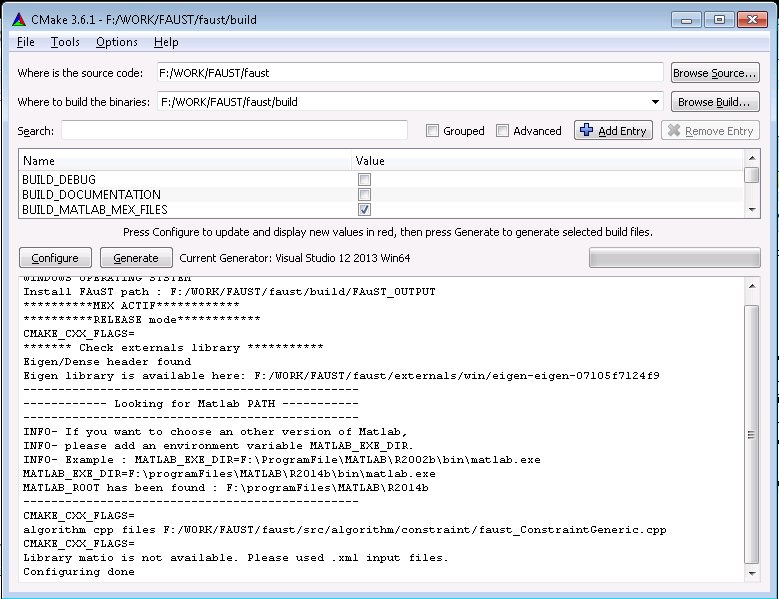 CMake 3.6.1 - F:/WORK/FAUST/faust/build
File Tools Options Help
Where is the source code: F:/WORK/FAUST/faust Browse Source...
Where to build the binaries: F:/WORK/FAUST/faust/build Browse Build...
Search: Grouped Advanced Add Entry Remove Entry
Name Value
BUILD_DEBUG
BUILD_DOCUMENTATION
BUILD_MATLAB_MEX_FILES
Press Configure to update and display new values in red, then press Generate to generate selected build files.
Configure Generate Current Generator: Visual Studio 12 2013 Win64
WINDOWS OPERATING SYSTEM
Install FAuST path : F:/WORK/FAUST/faust/build/FAuST_OUTPUT
**********MEX ACTIF************
**********RELEASE mode************
CMAKE_CXX_FLAGS=
******* Check externals library ***********
Eigen/Dense header found
Eigen library is available here: F:/WORK/FAUST/faust/externals/win/eigen-eigen-07105f7124f9
------------------------------------------------
------------ Looking for Matlab PATH -----------
------------------------------------------------
INFO- If you want to choose an other version of Matlab,
INFO- please add an environment variable MATLAB_EXE_DIR.
INFO- Example : MATLAB_EXE_DIR=F:\ProgramFile\MATLAB\R2002b\bin\matlab.exe
MATLAB_EXE_DIR=F:\programFiles\MATLAB\R2014b\bin\matlab.exe
MATLAB_ROOT has been found : F:\programFiles\MATLAB\R2014b
------------------------------------------------
CMAKE_CXX_FLAGS=
algorithm cpp files F:/WORK/FAUST/faust/src/algorithm/constraint/faust_ConstraintGeneric.cpp
CMAKE_CXX_FLAGS=
Library matio is not available. Please used .xml input files.
Configuring done